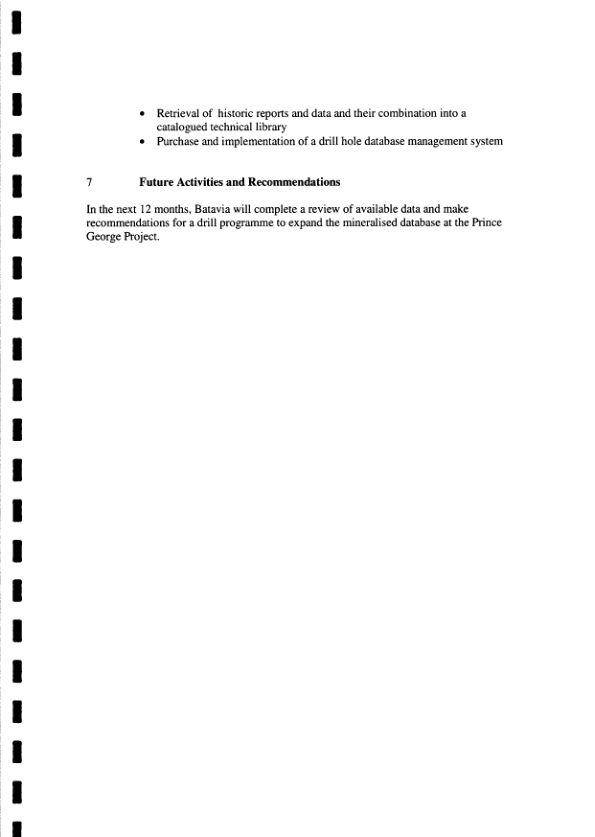 • Retrieval of historic reports and data and their combination into a
catalogued technical library
• Purchase and implementation of a drill hole database management system
7 Future Activities and Recommendations
In the next 12 months, Batavia will complete a review of available data and make
recommendations for a drill programme to expand the mineralised database at the Prince
George Project.